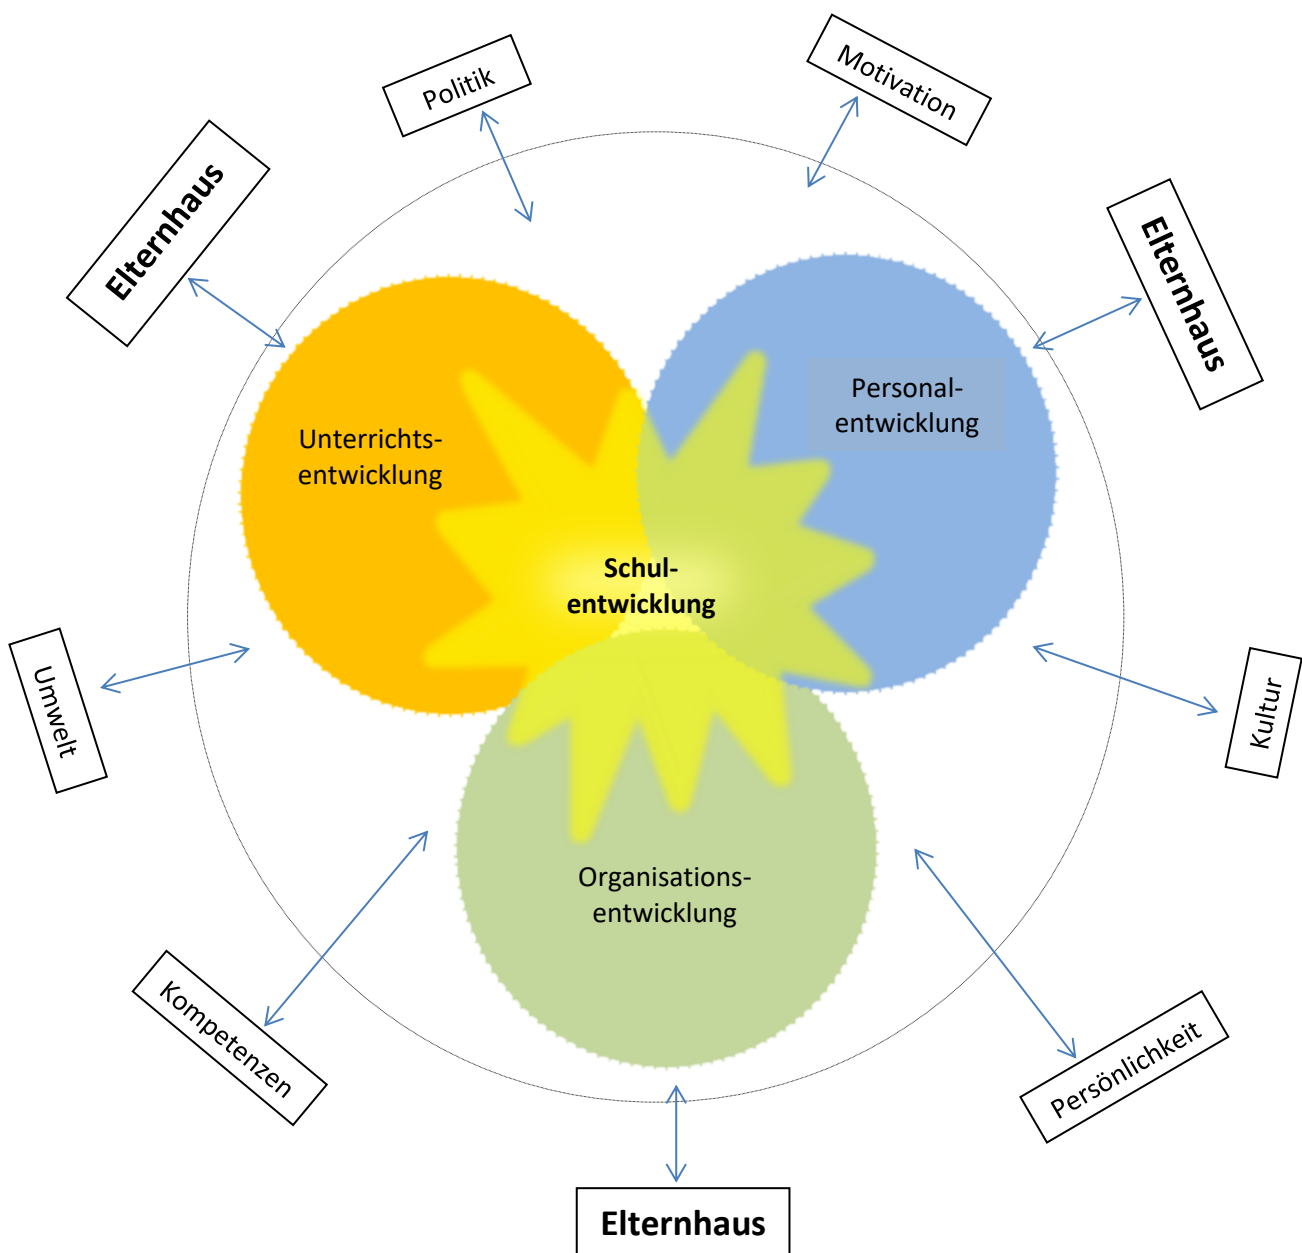 Politik
Motivation
Elternhaus
Elternhaus
Personal-
entwicklung
Unterrichts-
entwicklung
Schul-
entwicklung
Umwelt
Kultur
Organisations-
entwicklung
Kompetenzen
Persönlichkeit
Elternhaus